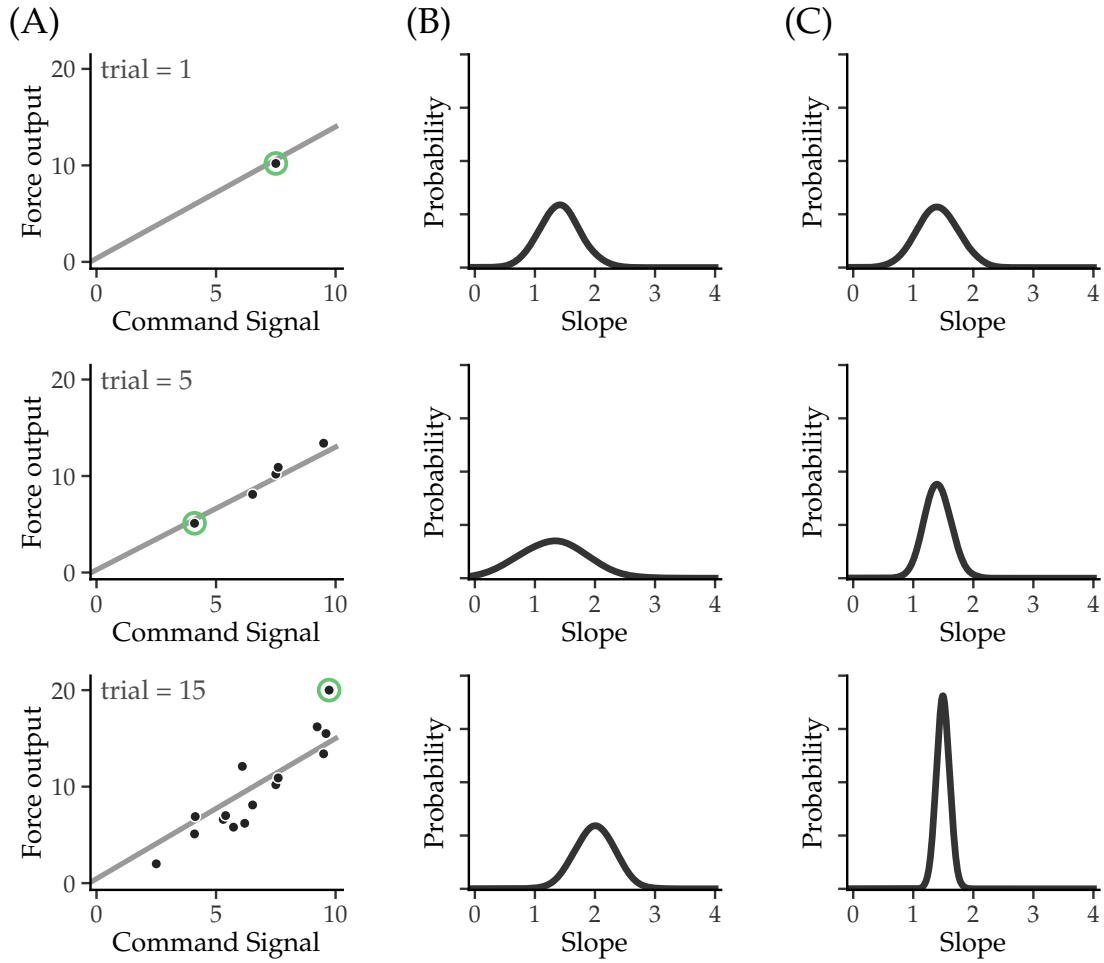 (A)
(B)
(C)
trial = 1
Force output
20
10
0
0 5 10
Command Signal
Probability
0 1 2 3 4
Slope
Probability
0 1 2 3 4
Slope
trial = 5
Force output
20
10
0
0 5 10
Command Signal
Probability
0 1 2 3 4
Slope
Probability
0 1 2 3 4
Slope
trial = 15
Force output
20
10
0
0 5 10
Command Signal
Probability
0 1 2 3 4
Slope
Probability
0 1 2 3 4
Slope